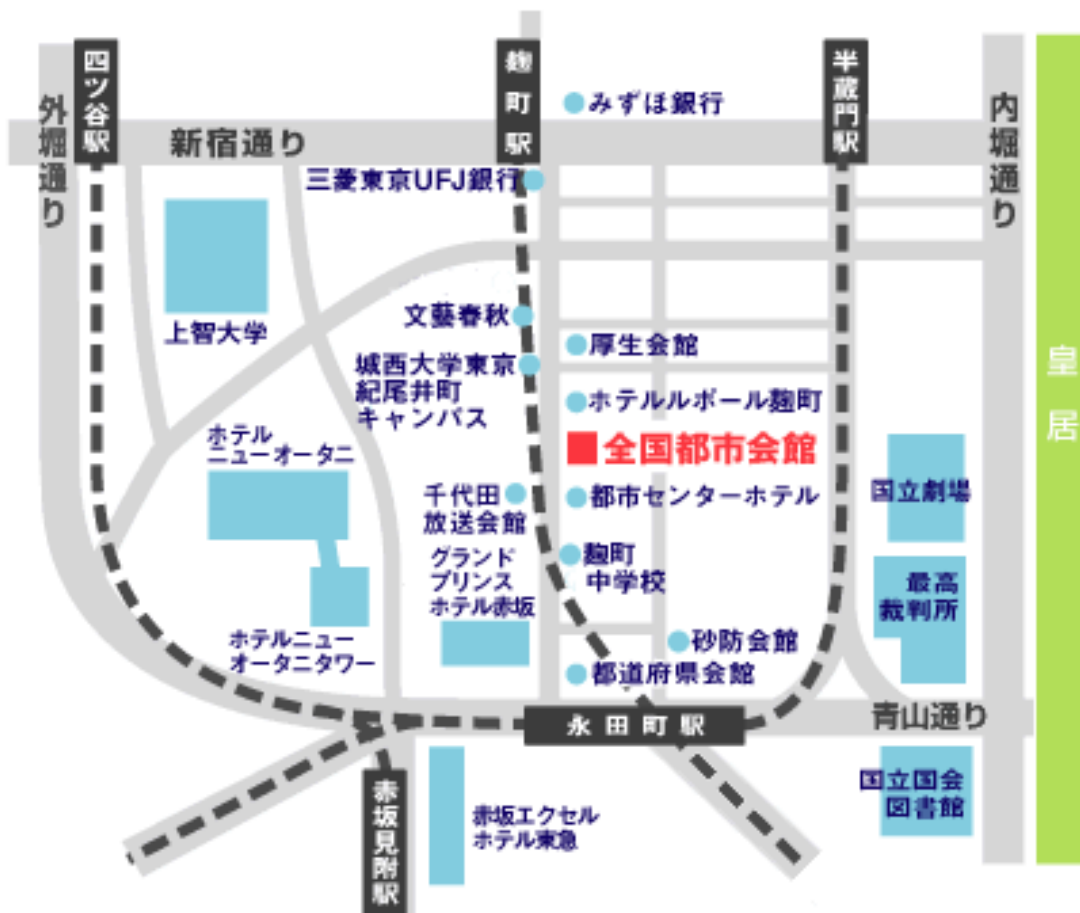 四ツ谷駅
麹町駅
半蔵門駅
みずほ銀行
外堀通り
新宿通り
内堀通り
三菱東京UFJ銀行
上智大学
文藝春秋
厚生会館
城西大学東京
紀尾井町
キャンパス
皇居
ホテルルポール麹町
ホテル
ニューオータニ
全国都市会館
千代田
放送会館
都市センターホテル
国立劇場
グランド
プリンス
ホテル赤坂
麹町
中学校
最高
裁判所
ホテルニュー
オータニタワー
砂防会館
都道府県会館
永田町駅
青山通り
赤坂見附駅
赤坂エクセル
ホテル東急
国立国会
図書館